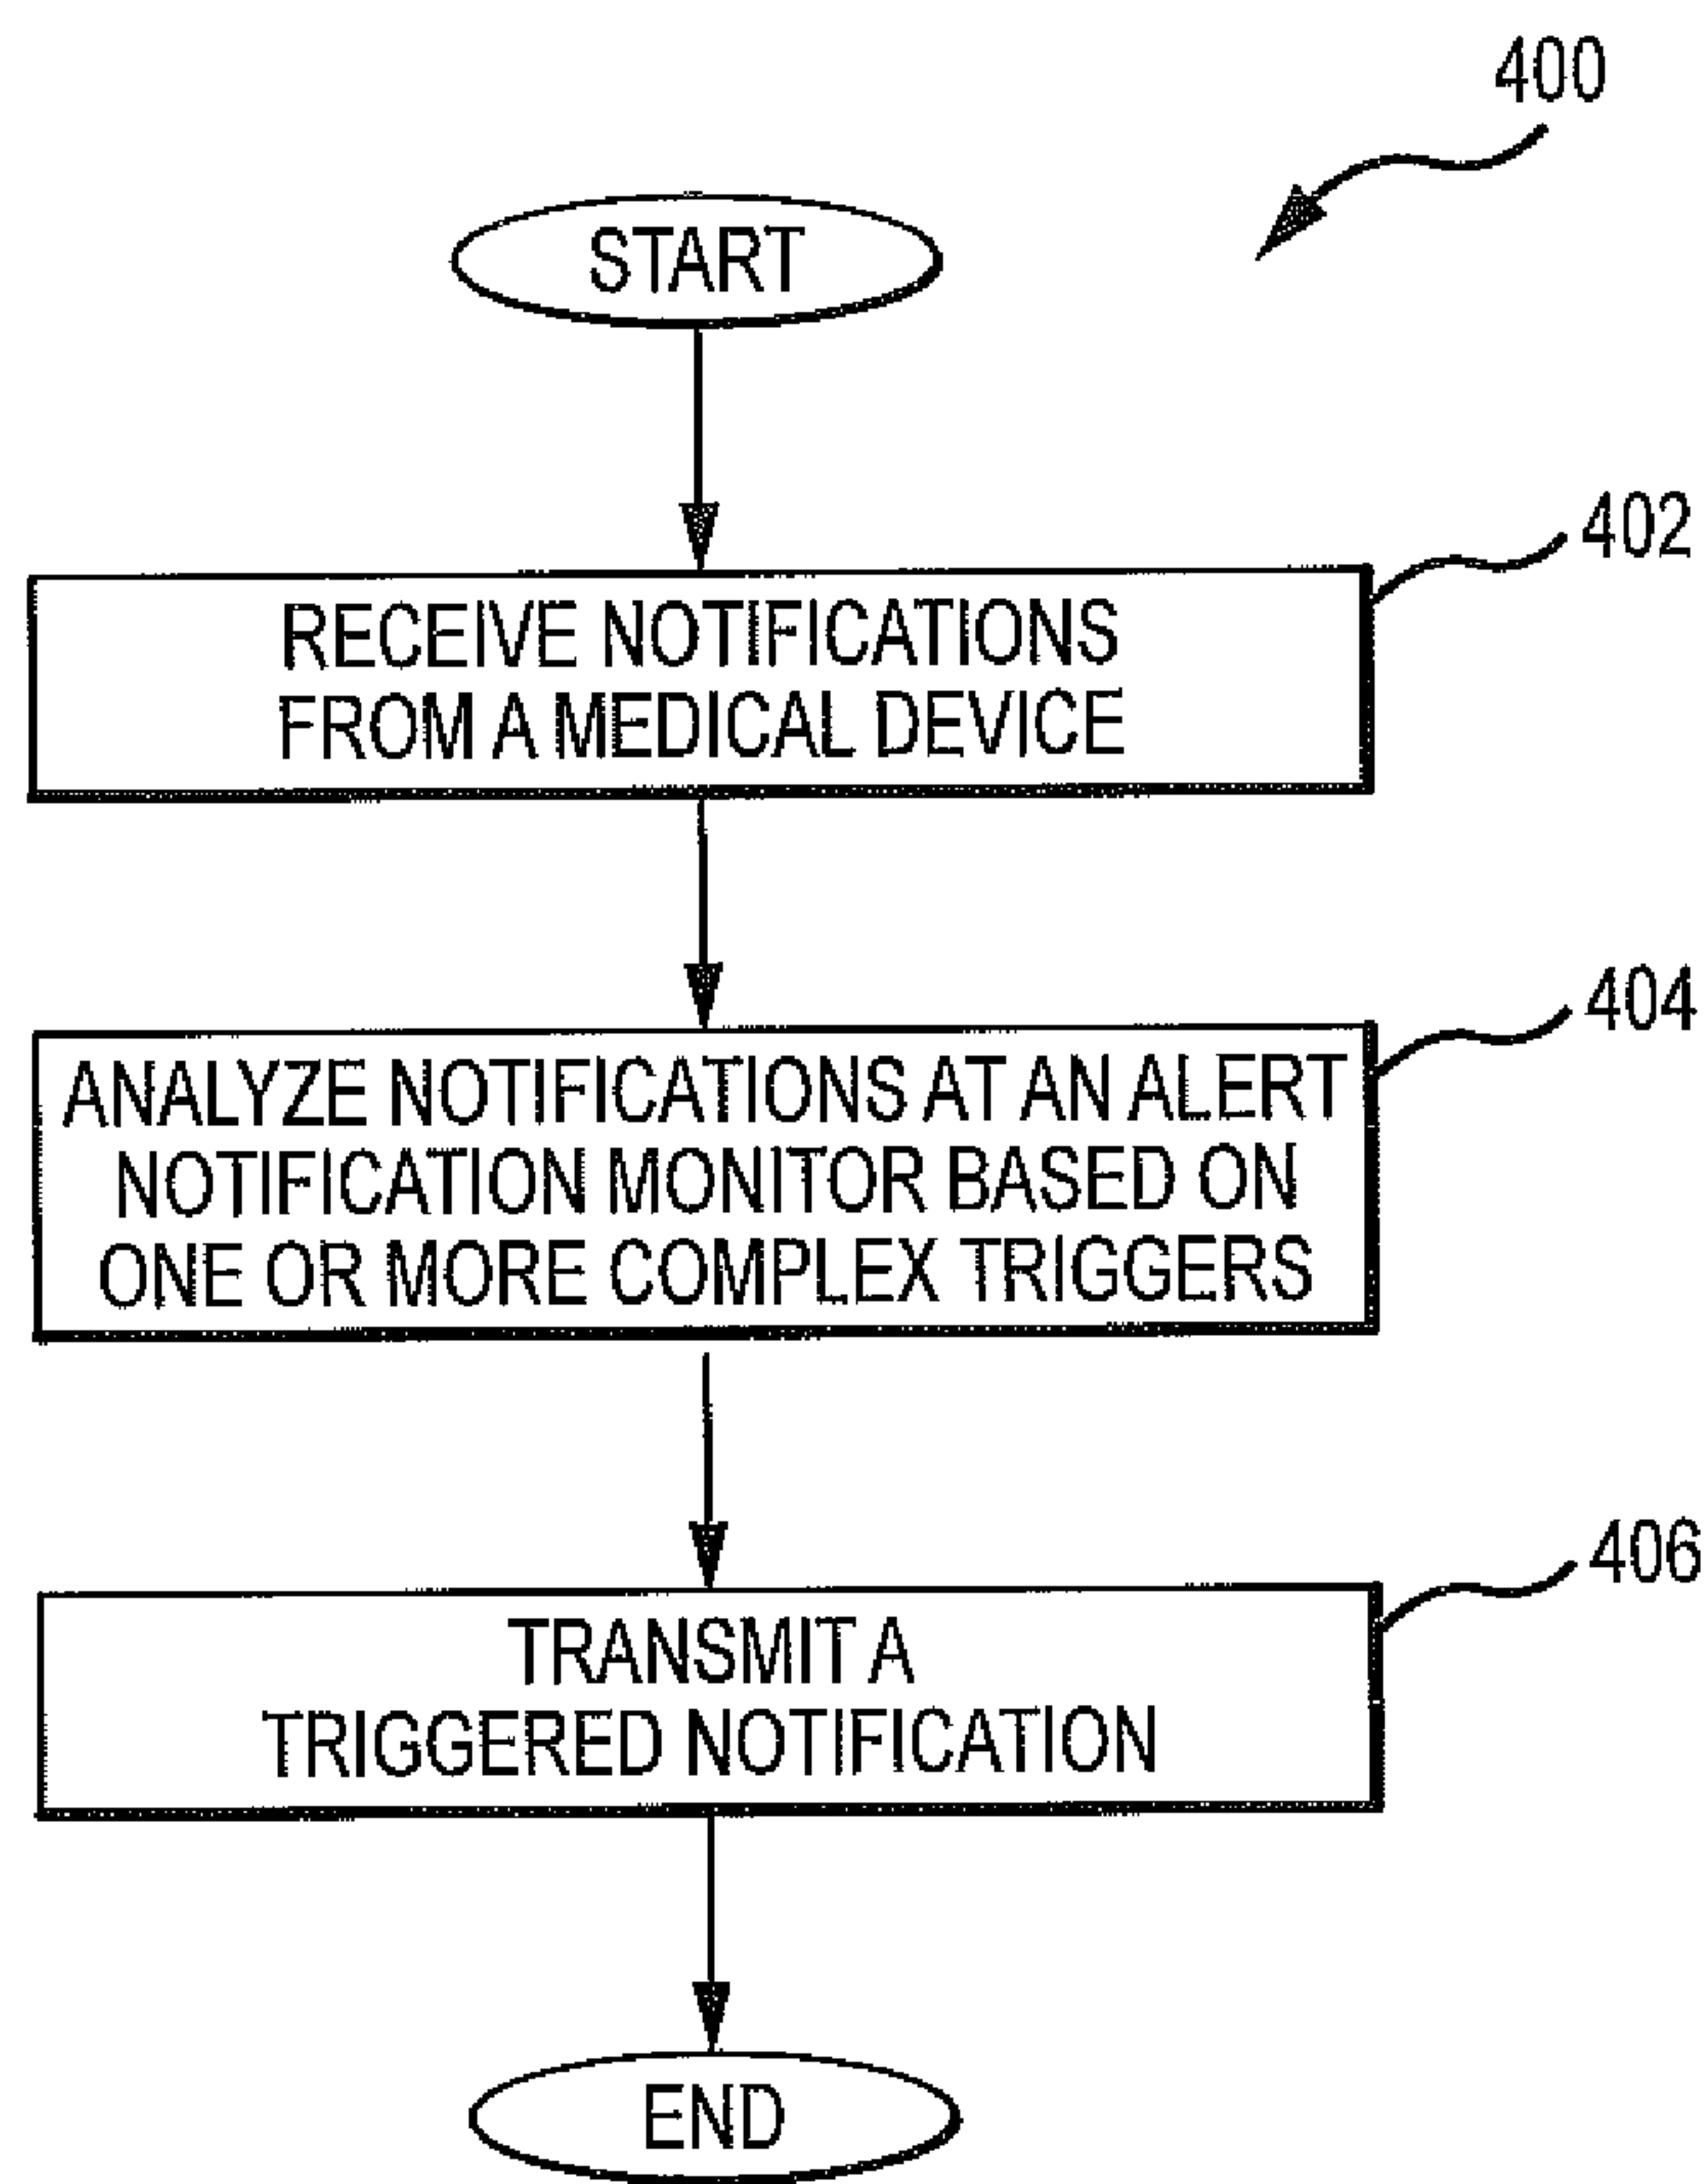 400
START
402
RECEIVE NOTIFICATIONS
FROM A MEDICAL DEVICE
404
ANALYZE NOTIFICATIONS AT AN ALERT
NOTIFICATION MONITOR BASED ON
ONE OR MORE COMPLEX TRIGGERS
406
TRANSMIT A
TRIGGERED NOTIFICATION
END